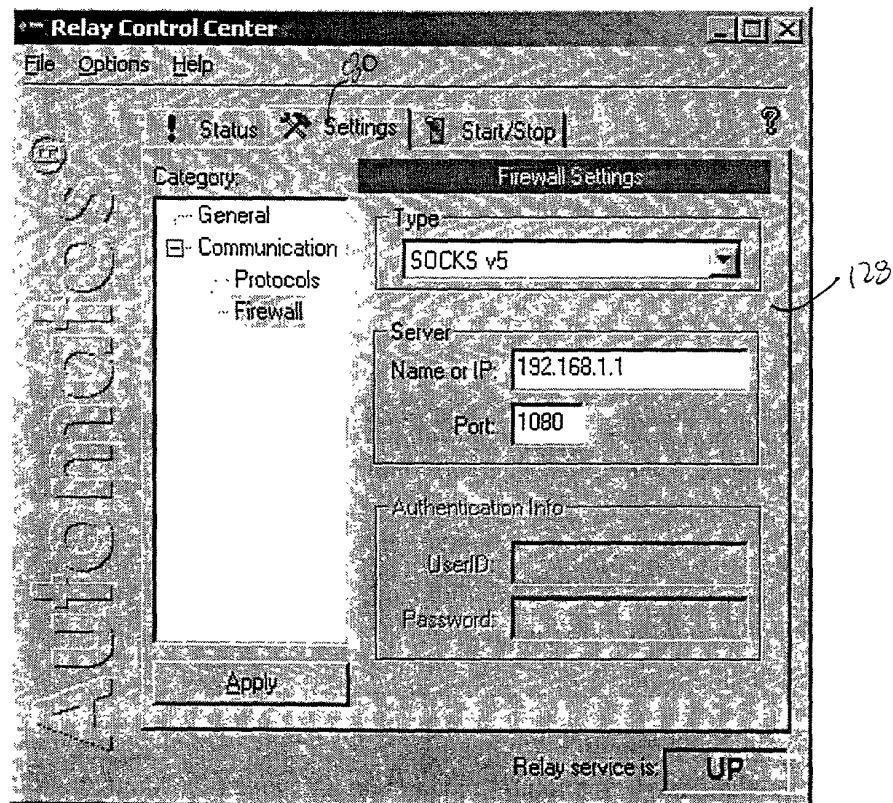 Relay Control Center
File Options Help
Status Settings Start/Stop
?
Automatos®
Category:
General
Communication
Protocols
Firewall
Apply
Firewall Settings
Type
SOCKS v5
Server
Name or IP: 192.168.1.1
Port: 1080
Authentication Info
UserID:
Password:
Relay service is: UP
128